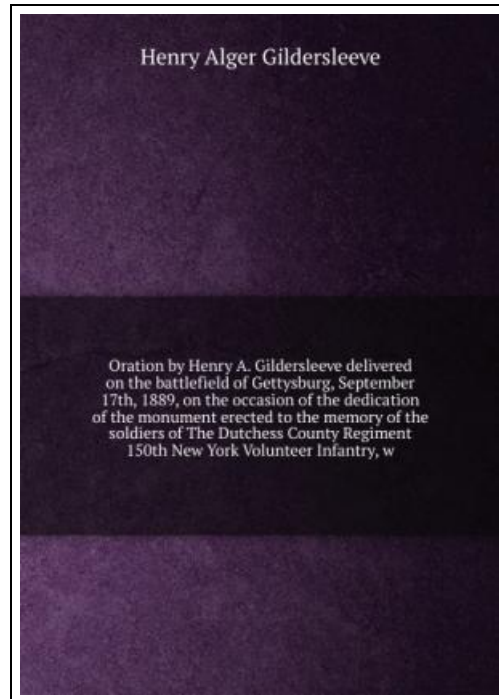 Henry Alger Gildersleeve
Oration by Henry A. Gildersleeve delivered
on the battlefield of Gettysburg, September
17th, 1889, on the occasion of the dedication
of the monument erected to the memory of the
soldiers of The Dutchess County Regiment
150th New York Volunteer Infantry, w